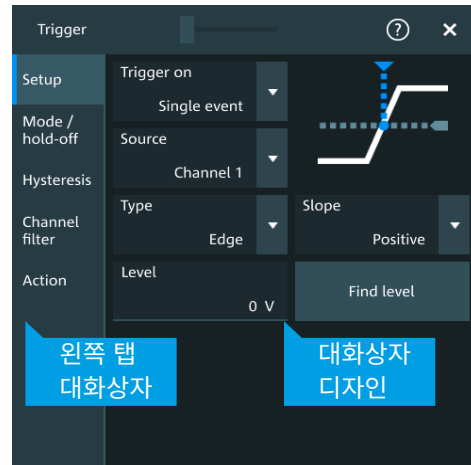 Trigger
?
×
Setup
Mode /
hold-off
Hysteresis
Channel
filter
Action
Trigger on
Single event
Source
Channel 1
Type
Edge
Slope
Positive
Level
0 V
Find level
왼쪽 탭
대화상자
대화상자
디자인